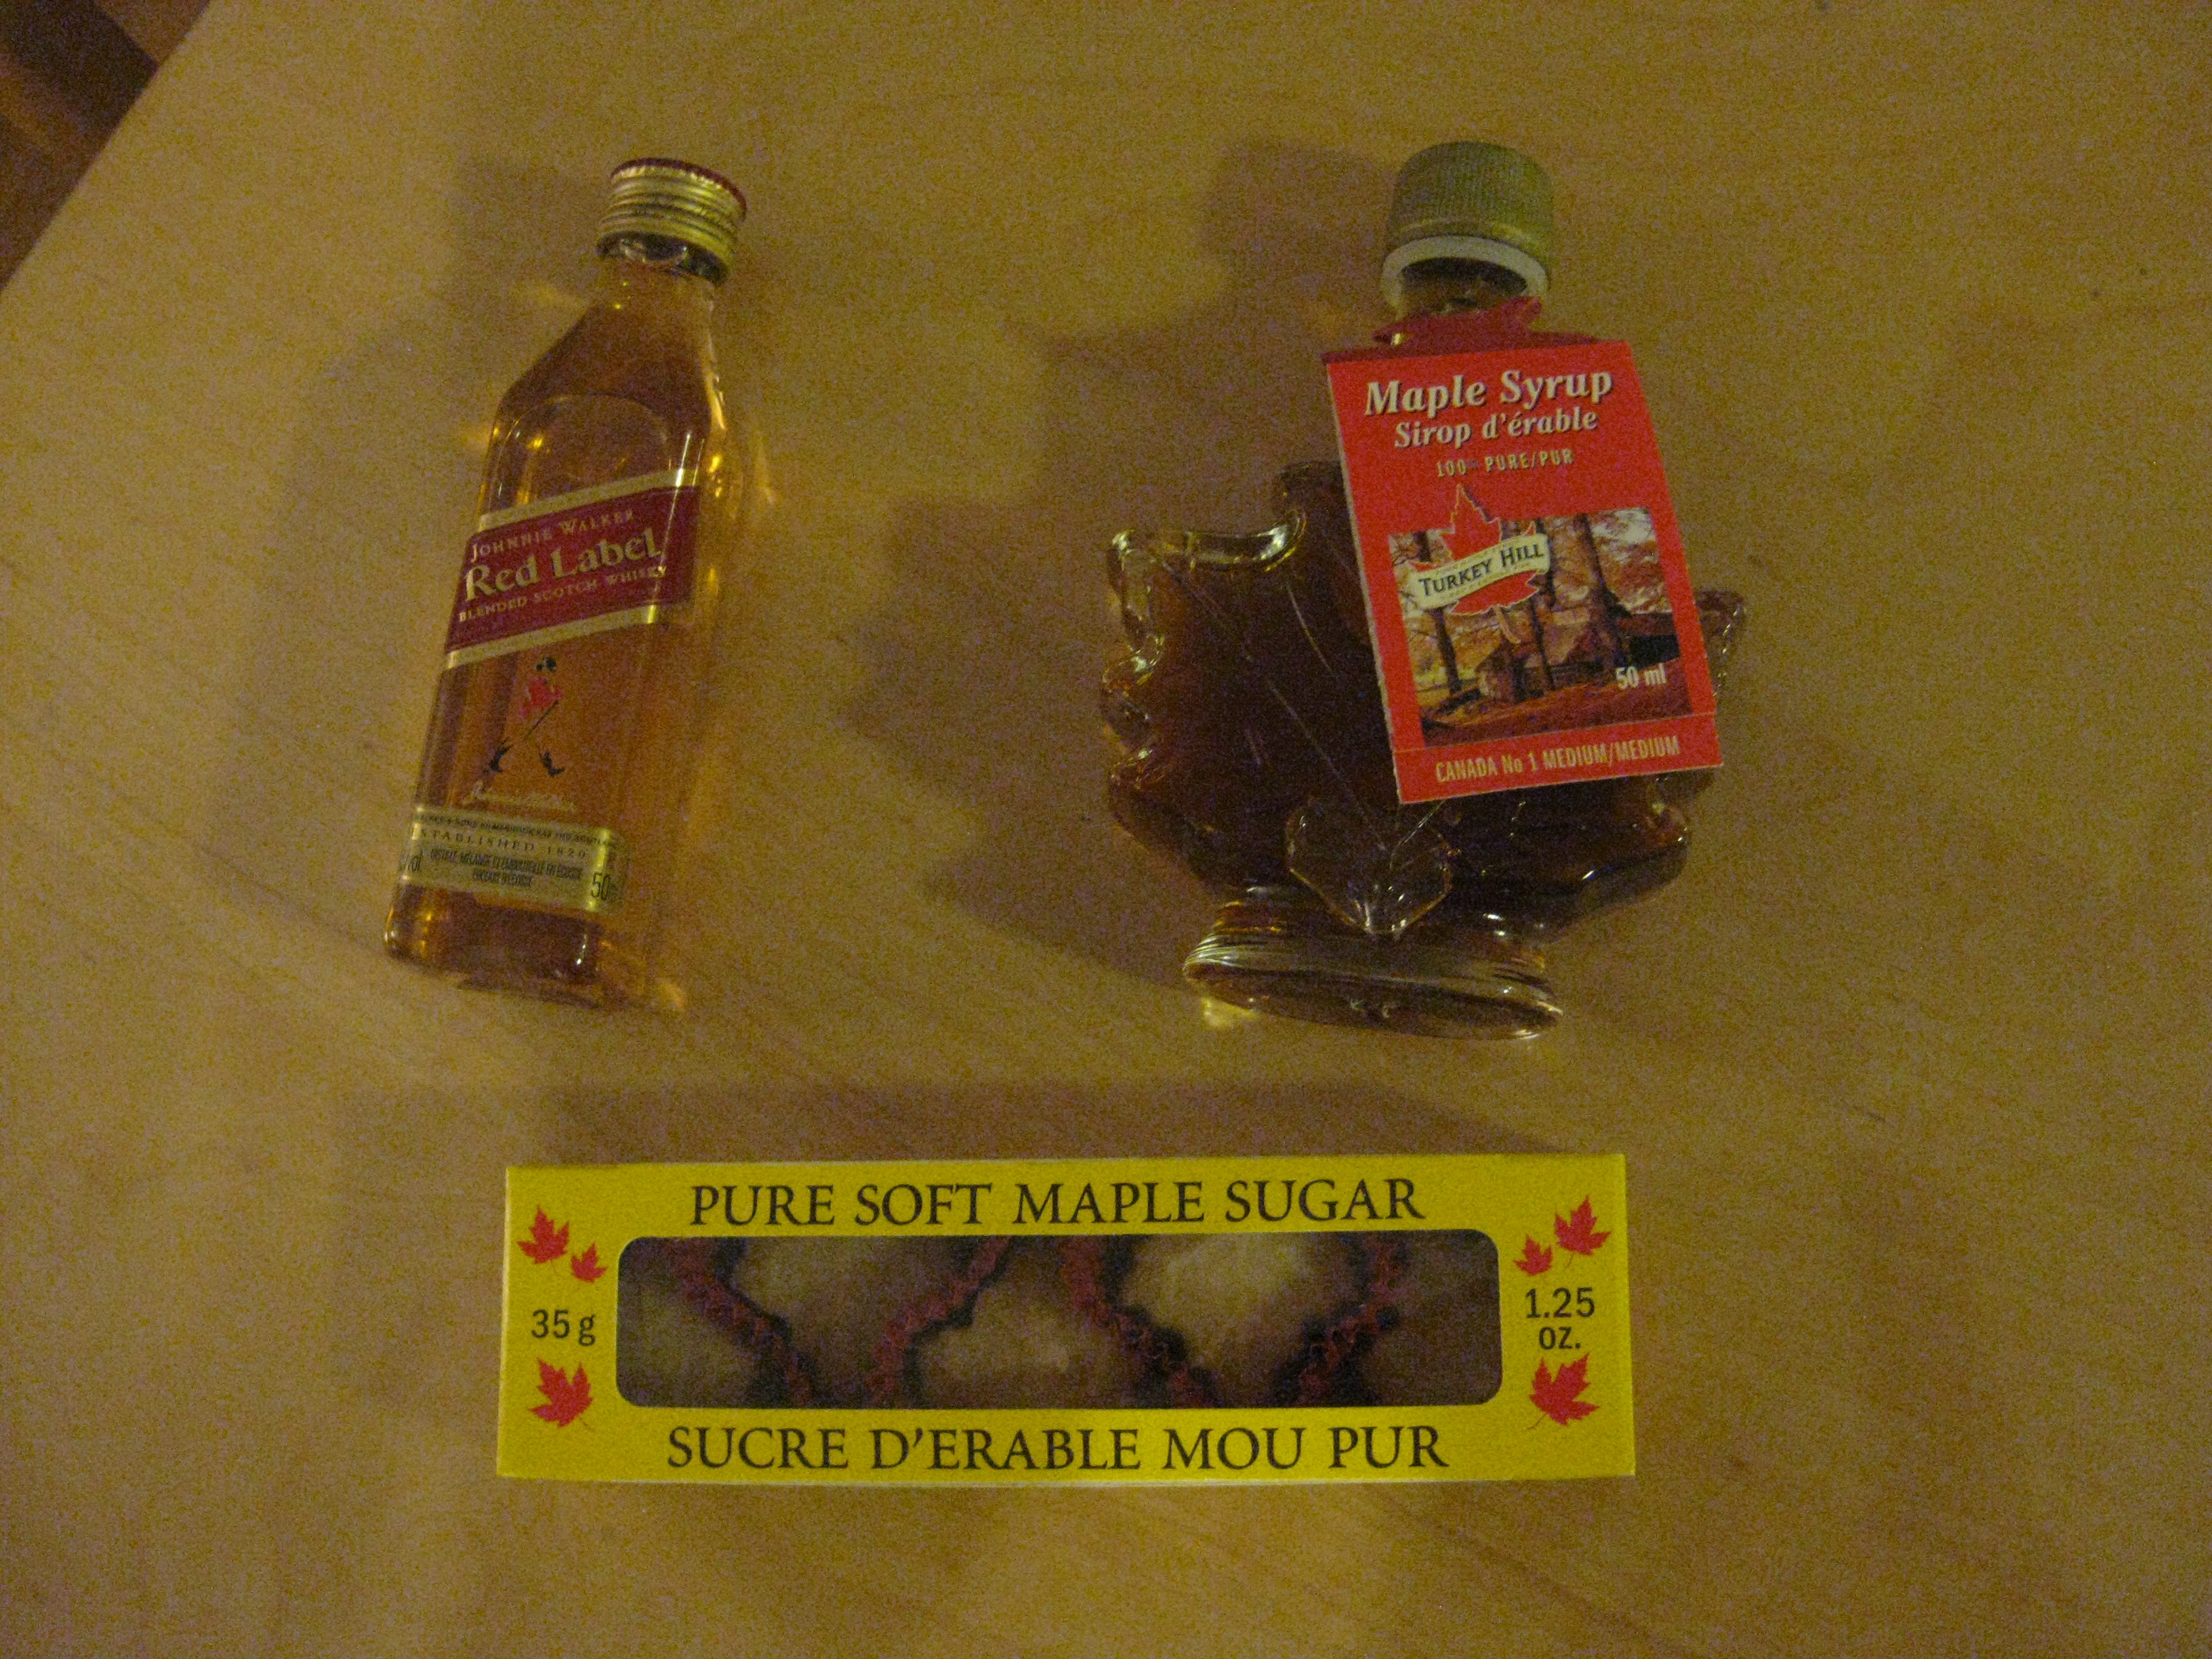 JOHNNIE WALKER
Red Label
BLENDED SCOTCH WHISKY
ESTABLISHED 1820
50
Maple Syrup
Sirop d'érable
100% PURE/PUR
TURKEY HILL
50 ml
CANADA No 1 MEDIUM/MEDIUM
PURE SOFT MAPLE SUGAR
35 g
1.25
OZ.
SUCRE D'ERABLE MOU PUR